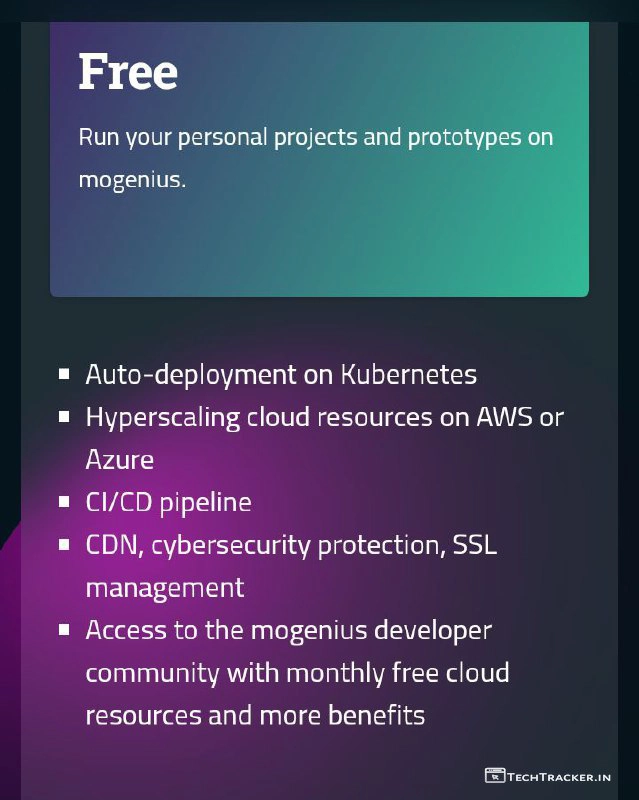 Free
Run your personal projects and prototypes on
mogenius.
Auto-deployment on Kubernetes
Hyperscaling cloud resources on AWS or
Azure
CI/CD pipeline
CDN, cybersecurity protection, SSL
management
Access to the mogenius developer
community with monthly free cloud
resources and more benefits
TechTracker.in